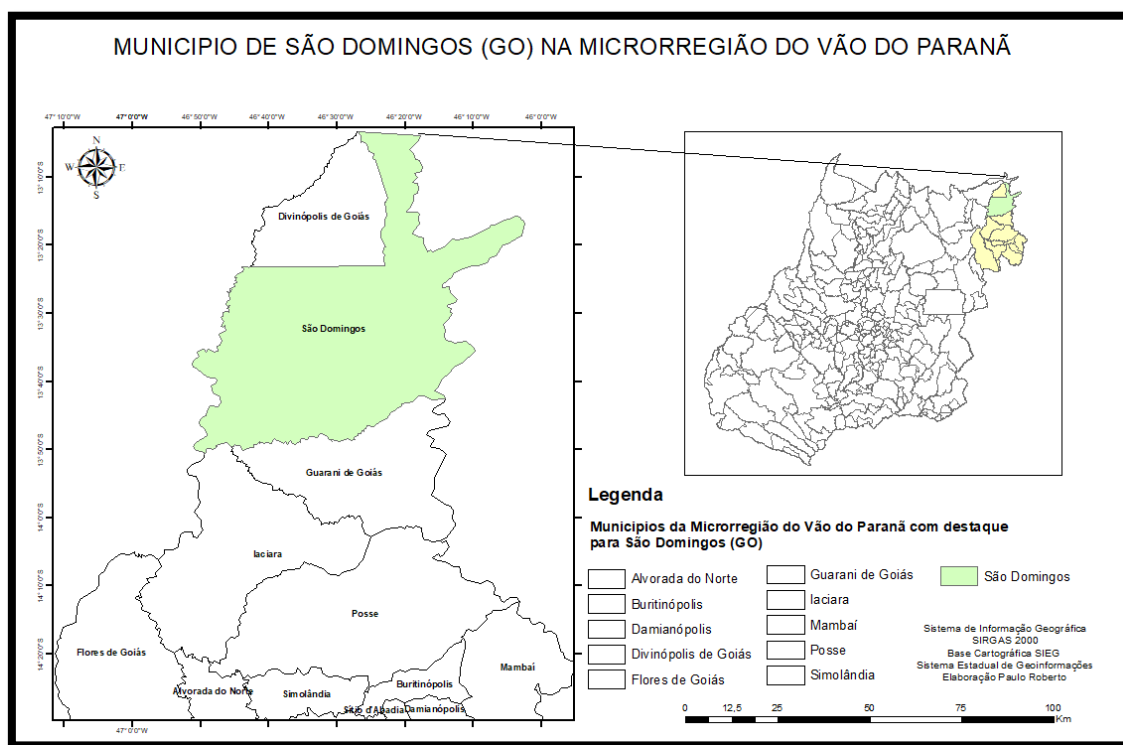 MUNICIPIO DE SÃO DOMINGOS (GO) NA MICRORREGIÃO DO VÃO DO PARANÃ
47°10'0"W 47°0'0"W 46°50'0"W 46°40'0"W 46°30'0"W 46°20'0"W 46°0'0"W
N
W E
S
13°10'0"S
13°20'0"S
13°30'0"S
13°40'0"S
13°50'0"S
14°0'0"S
14°10'0"S
14°20'0"S
Divinópolis de Goiás
São Domingos
Guarani de Goiás
Iaciara
Posse
Flores de Goiás
Mambaí
Buritinópolis
Alvorada do Norte
Simolândia
Sítio d'Abadia
Damianópolis
47°0'0"W
Legenda
Municípios da Microrregião do Vão do Paranã com destaque
para São Domingos (GO)
Alvorada do Norte
Buritinópolis
Damianópolis
Divinópolis de Goiás
Flores de Goiás
Guarani de Goiás
Iaciara
Mambaí
Posse
Simolândia
São Domingos
Sistema de Informação Geográfica
SIRGAS 2000
Base Cartográfica SIEG
Sistema Estadual de Geoinformações
Elaboração Paulo Roberto
0 12,5 25 50 75 100
Km